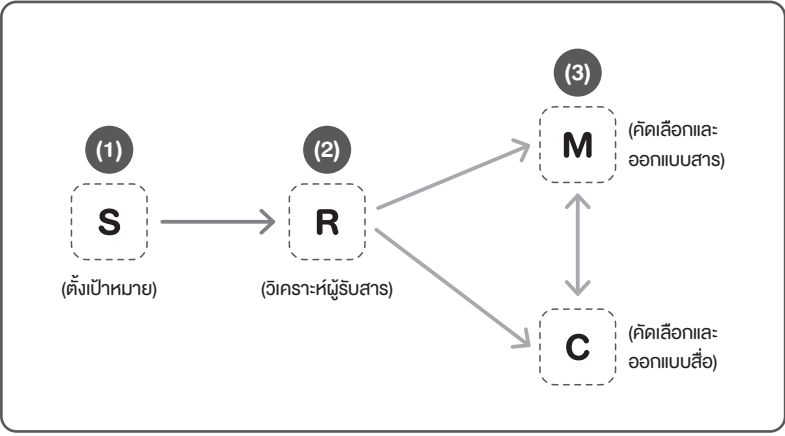 (1)
S
(ตั้งเป้าหมาย)
(2)
R
(วิเคราะห์ผู้รับสาร)
(3)
M
(คัดเลือกและ
ออกแบบสาร)
C
(คัดเลือกและ
ออกแบบสื่อ)